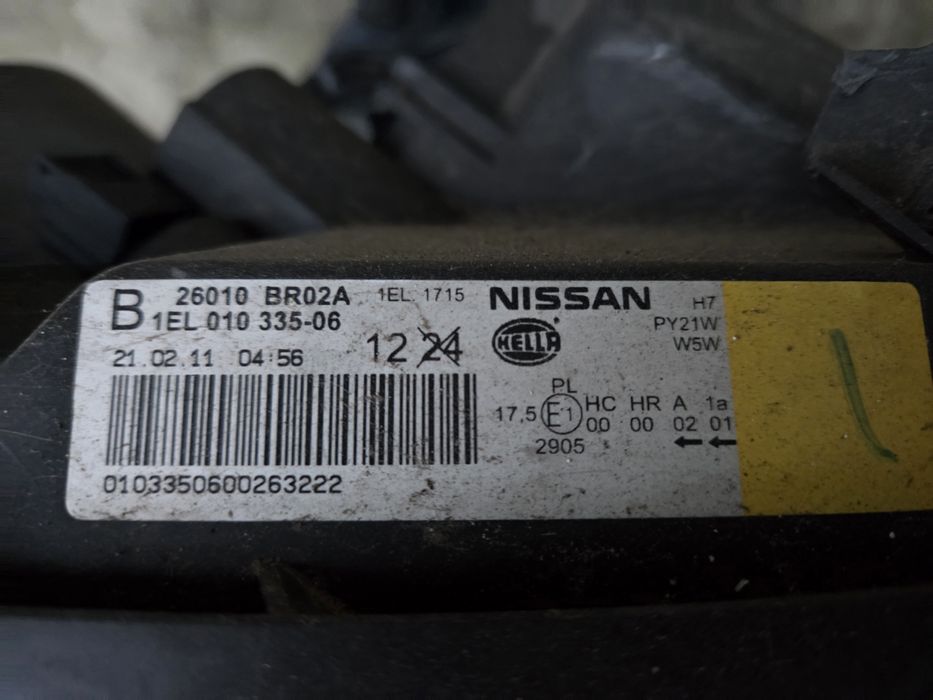 B 26010 BR02A 1EL. 1715 NISSAN H7
1EL 010 335-06 HELLA PY21W
21.02.11 04:56 12 24 W5W
PL
17,5 E1 HC HR A 1a
00 00 02 01
2905
0103350600263222